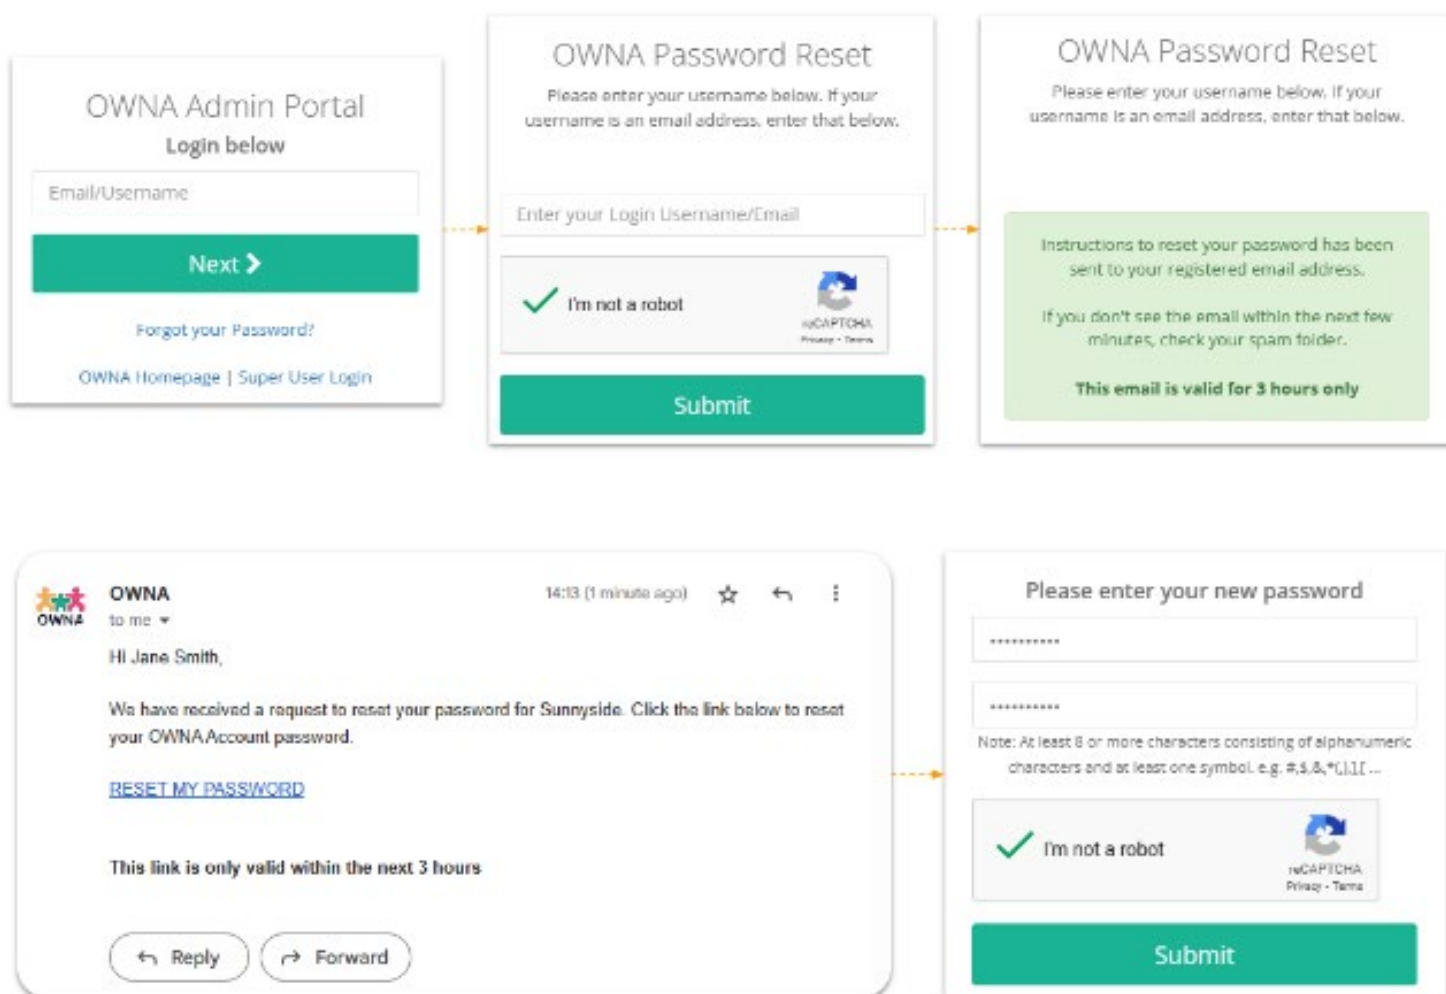 OWNA Admin Portal
Login below
Email/Username
Next
Forgot your Password?
OWNA Homepage | Super User Login
OWNA Password Reset
Please enter your username below. If your
username is an email address, enter that below.
Enter your Login Username/Email
I'm not a robot
reCAPTCHA
Privacy - Terms
Submit
OWNA Password Reset
Please enter your username below. If your
username is an email address, enter that below.
Instructions to reset your password has been
sent to your registered email address.
If you don't see the email within the next few
minutes, check your spam folder.
This email is valid for 3 hours only
OWNA
OWNA
14:13 (1 minute ago)
to me
Hi Jane Smith,
We have received a request to reset your password for Sunnyside. Click the link below to reset
your OWNA Account password.
RESET MY PASSWORD
This link is only valid within the next 3 hours
Reply
Forward
Please enter your new password
Note: At least 8 or more characters consisting of alphanumeric
characters and at least one symbol. e.g. #,$,&,*(,),],[ ...
I'm not a robot
reCAPTCHA
Privacy - Terms
Submit